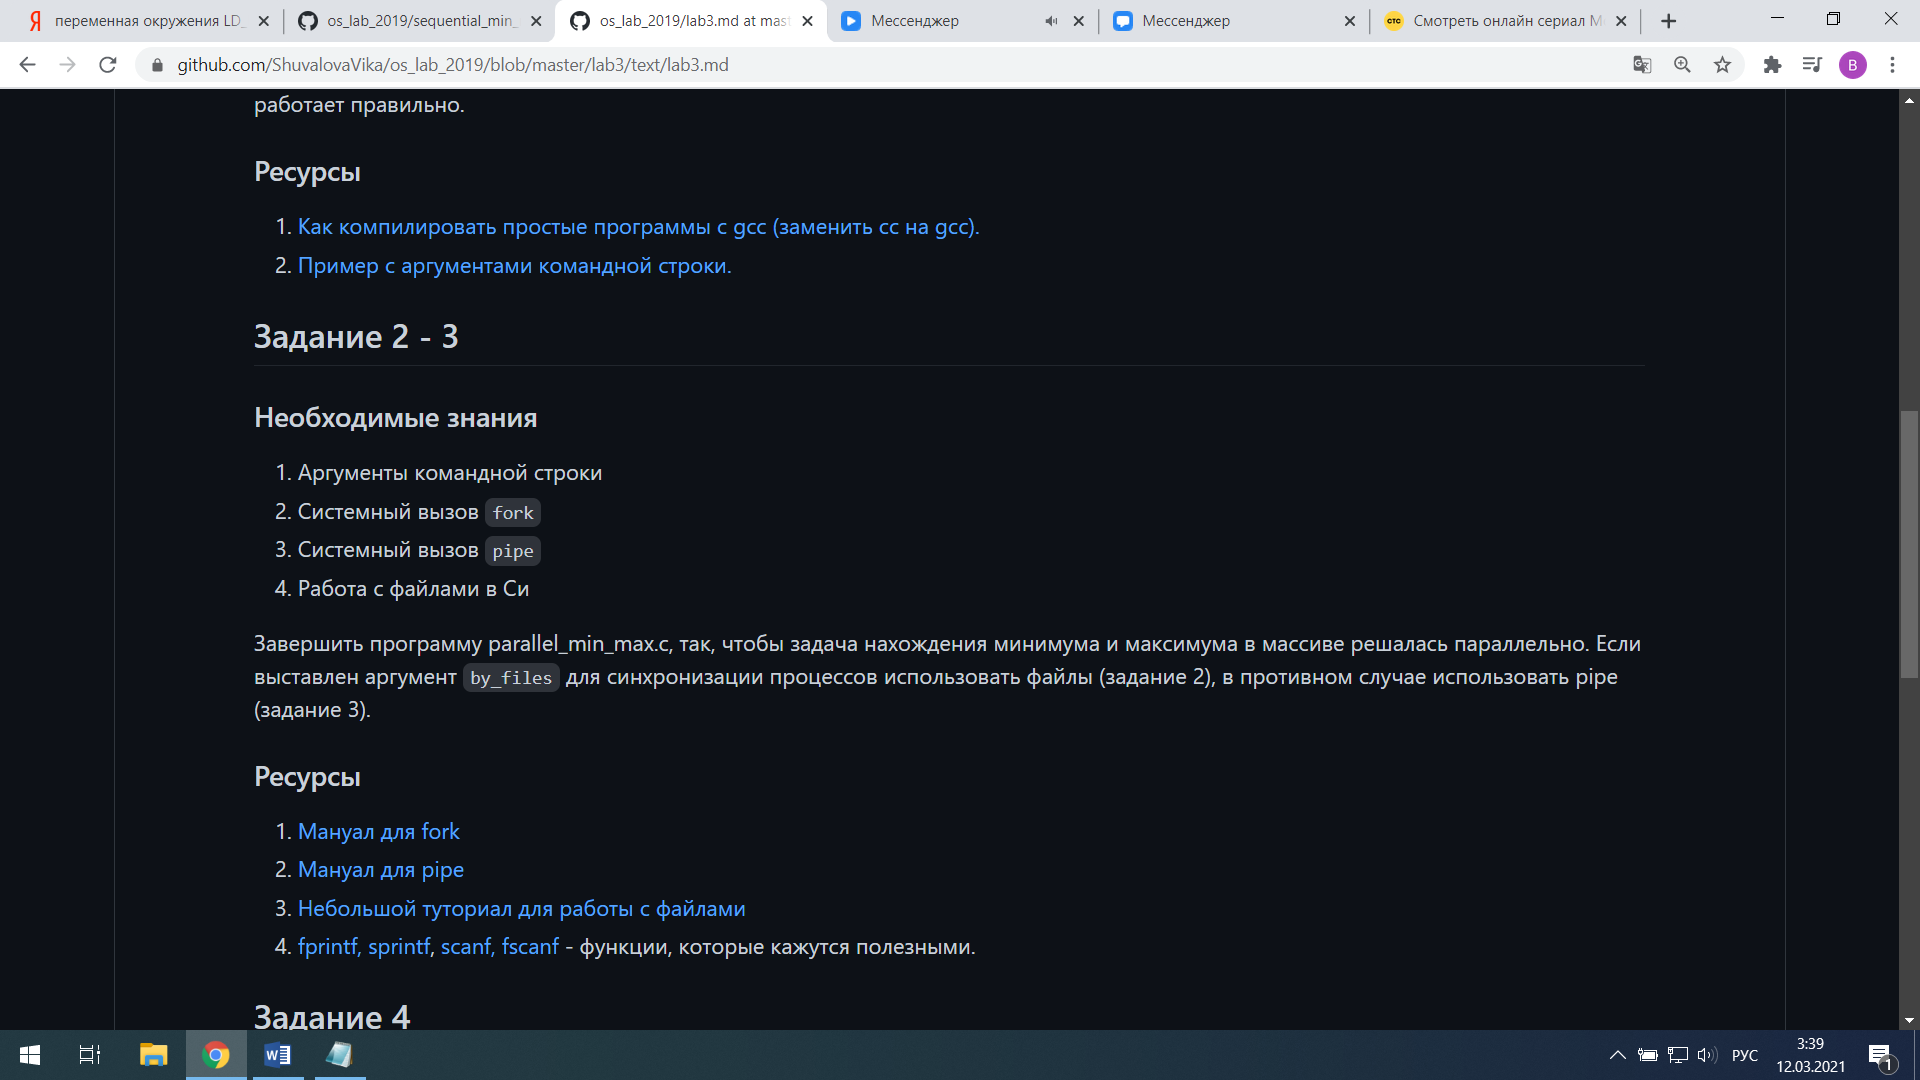 переменная окружения LD_
os_lab_2019/sequential_min_
os_lab_2019/lab3.md at mast
Мессенджер
Мессенджер
стс
Смотреть онлайн сериал М
github.com/ShuvalovaVika/os_lab_2019/blob/master/lab3/text/lab3.md
B
работает правильно.
Ресурсы
1. Как компилировать простые программы с gcc (заменить cc на gcc).
2. Пример с аргументами командной строки.
Задание 2 - 3
Необходимые знания
1. Аргументы командной строки
2. Системный вызов fork
3. Системный вызов pipe
4. Работа с файлами в Си
Завершить программу parallel_min_max.c, так, чтобы задача нахождения минимума и максимума в массиве решалась параллельно. Если
выставлен аргумент by_files для синхронизации процессов использовать файлы (задание 2), в противном случае использовать pipe
(задание 3).
Ресурсы
1. Мануал для fork
2. Мануал для pipe
3. Небольшой туториал для работы с файлами
4. fprintf, sprintf, scanf, fscanf - функции, которые кажутся полезными.
Задание 4
РУС
3:39
12.03.2021
1